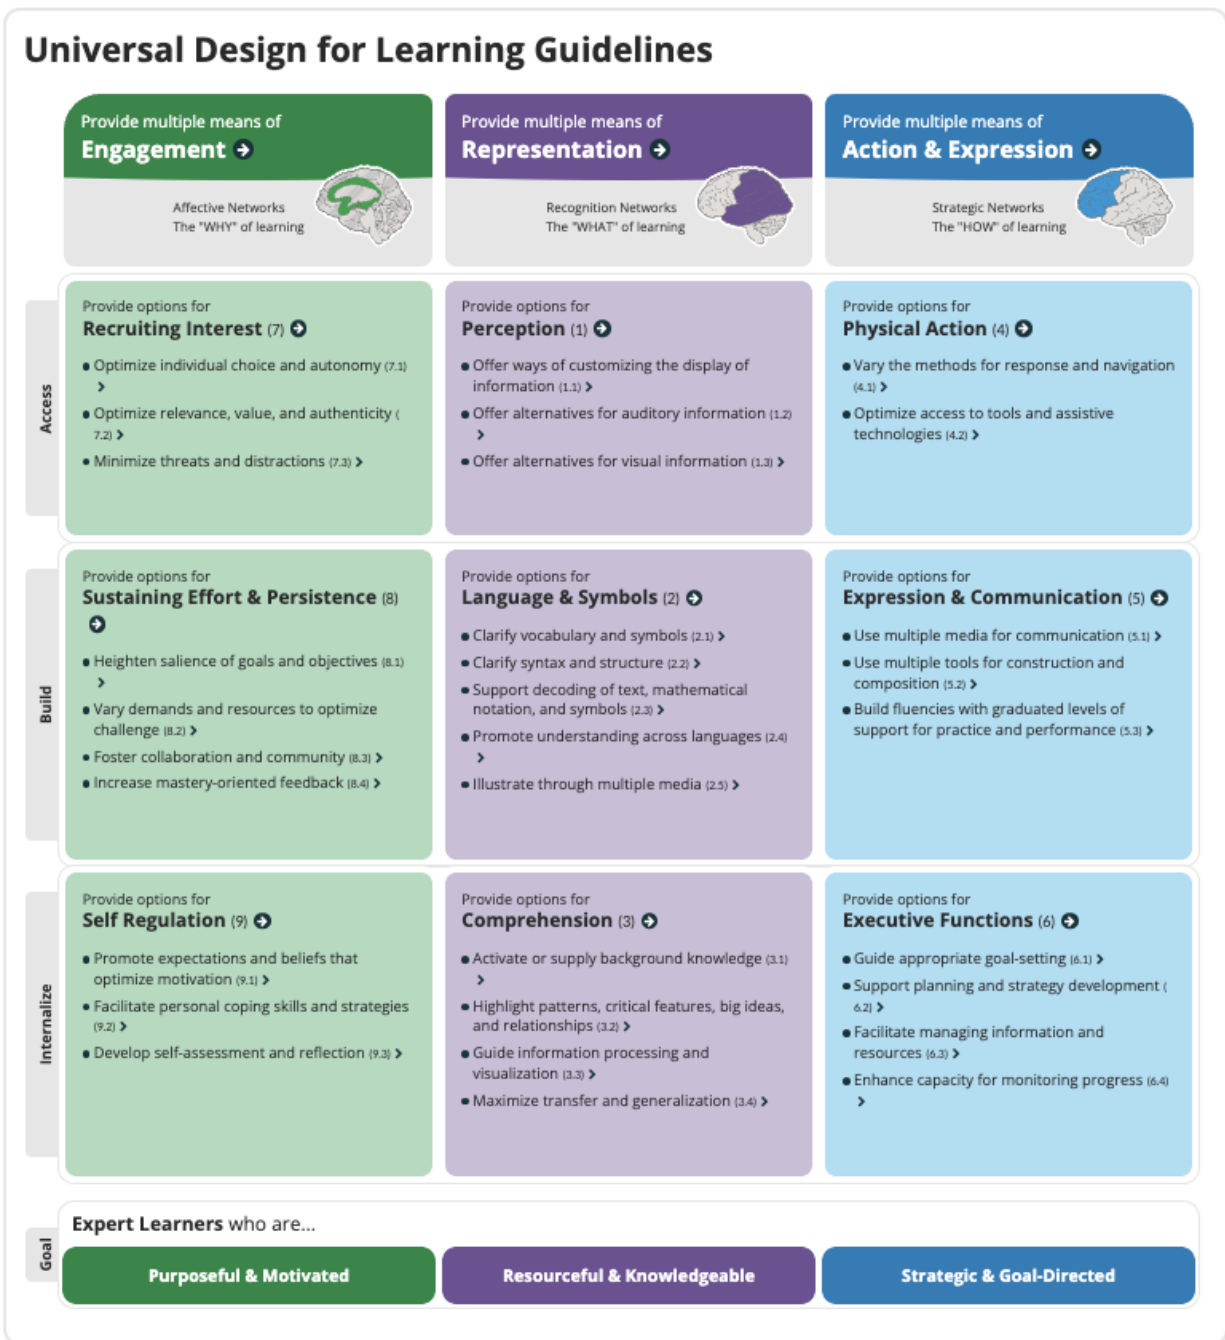 Universal Design for Learning Guidelines
Provide multiple means of
Engagement
Affective Networks
The "WHY" of learning
Provide multiple means of
Representation
Recognition Networks
The "WHAT" of learning
Provide multiple means of
Action & Expression
Strategic Networks
The "HOW" of learning
Access
Provide options for
Recruiting Interest (7)
• Optimize individual choice and autonomy (7.1)
• Optimize relevance, value, and authenticity (
7.2)
• Minimize threats and distractions (7.3)
Provide options for
Perception (1)
• Offer ways of customizing the display of
information (1.1)
• Offer alternatives for auditory information (1.2)
• Offer alternatives for visual information (1.3)
Provide options for
Physical Action (4)
• Vary the methods for response and navigation
(4.1)
• Optimize access to tools and assistive
technologies (4.2)
Build
Provide options for
Sustaining Effort & Persistence (8)
• Heighten salience of goals and objectives (8.1)
• Vary demands and resources to optimize
challenge (8.2)
• Foster collaboration and community (8.3)
• Increase mastery-oriented feedback (8.4)
Provide options for
Language & Symbols (2)
• Clarify vocabulary and symbols (2.1)
• Clarify syntax and structure (2.2)
• Support decoding of text, mathematical
notation, and symbols (2.3)
• Promote understanding across languages (2.4)
• Illustrate through multiple media (2.5)
Provide options for
Expression & Communication (5)
• Use multiple media for communication (5.1)
• Use multiple tools for construction and
composition (5.2)
• Build fluencies with graduated levels of
support for practice and performance (5.3)
Internalize
Provide options for
Self Regulation (9)
• Promote expectations and beliefs that
optimize motivation (9.1)
• Facilitate personal coping skills and strategies
(9.2)
• Develop self-assessment and reflection (9.3)
Provide options for
Comprehension (3)
• Activate or supply background knowledge (3.1)
• Highlight patterns, critical features, big ideas,
and relationships (3.2)
• Guide information processing and
visualization (3.3)
• Maximize transfer and generalization (3.4)
Provide options for
Executive Functions (6)
• Guide appropriate goal-setting (6.1)
• Support planning and strategy development (
6.2)
• Facilitate managing information and
resources (6.3)
• Enhance capacity for monitoring progress (6.4)
Goal
Expert Learners who are...
Purposeful & Motivated
Resourceful & Knowledgeable
Strategic & Goal-Directed